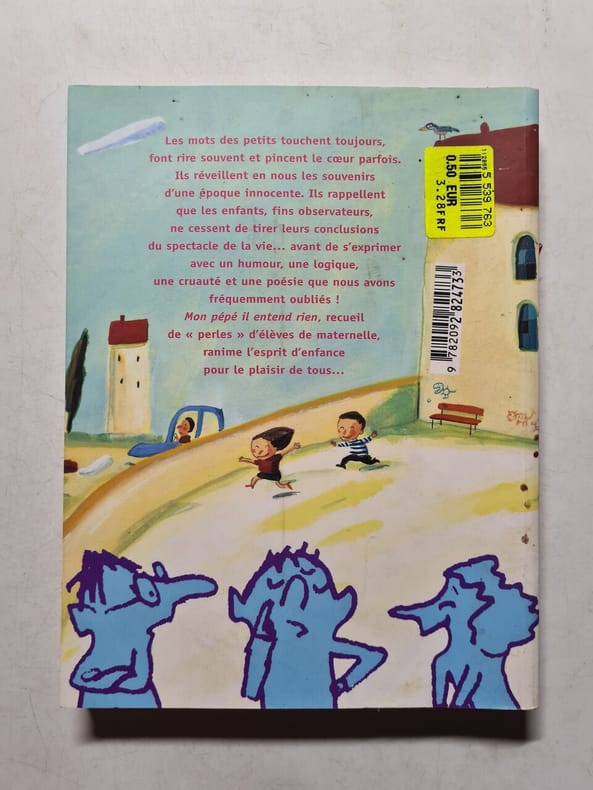 Les mots des petits touchent toujours,
font rire souvent et pincent le cœur parfois.
Ils réveillent en nous les souvenirs
d’une époque innocente. Ils rappellent
que les enfants, fins observateurs,
ne cessent de tirer leurs conclusions
du spectacle de la vie... avant de s’exprimer
avec un humour, une logique,
une cruauté et une poésie que nous avons
fréquemment oubliés !
Mon pépé il entend rien, recueil
de « perles » d’élèves de maternelle,
ranime l’esprit d’enfance
pour le plaisir de tous...
5 539 763
0.50 EUR
3.28FRF
9 782092 824733